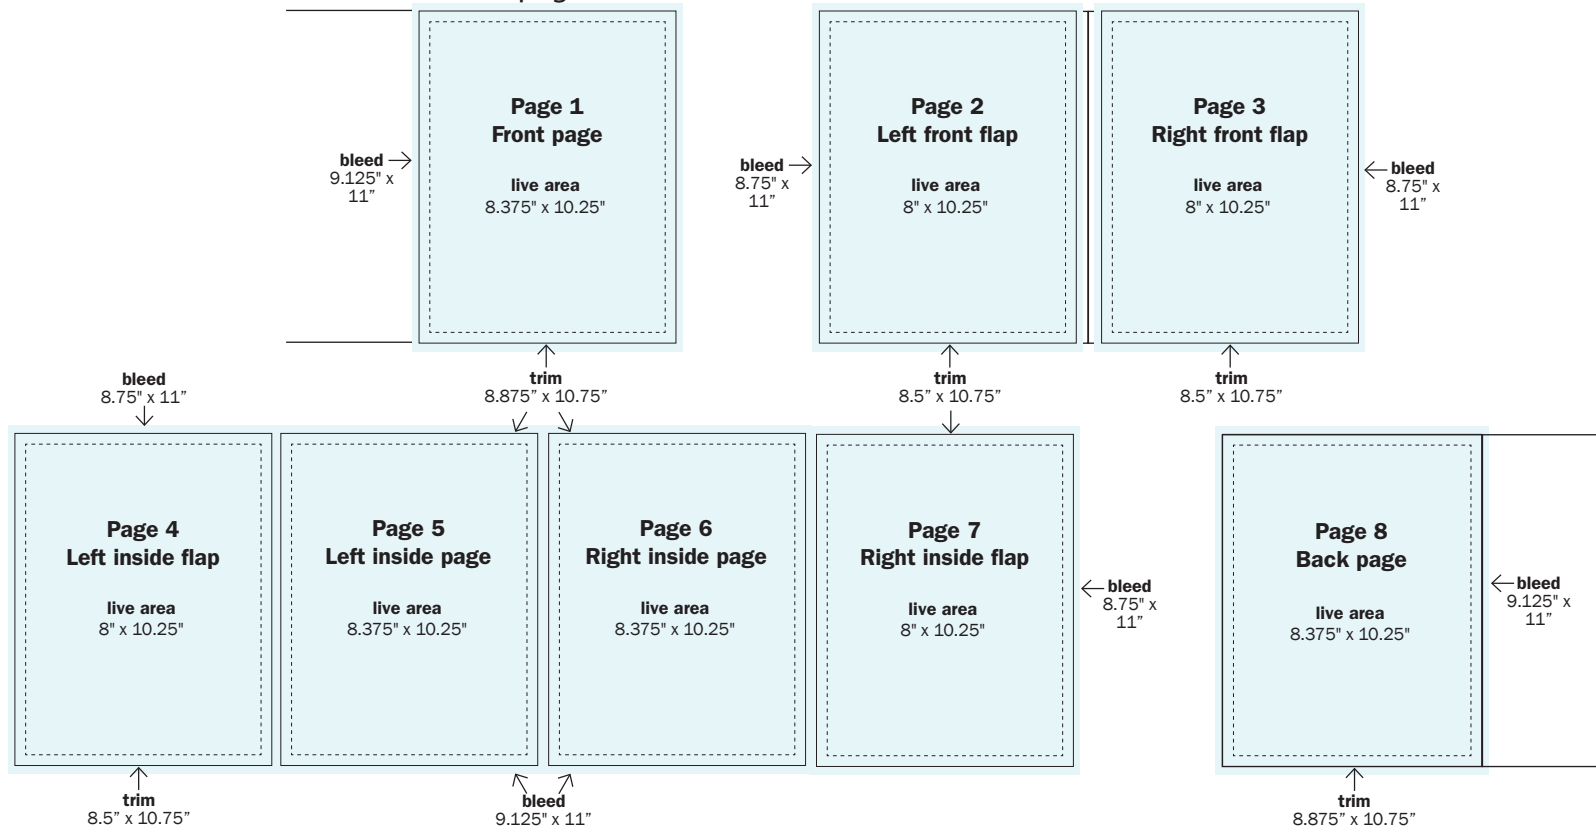 Page 1
Front page
live area
8.375" x 10.25"
bleed
9.125" x
11”
Page 2
Left front flap
live area
8" x 10.25"
bleed
8.75" x
11”
Page 3
Right front flap
live area
8" x 10.25"
bleed
8.75" x
11”
trim
8.875” x 10.75”
trim
8.5” x 10.75”
trim
8.5” x 10.75”
bleed
8.75" x 11”
Page 4
Left inside flap
live area
8" x 10.25"
trim
8.5” x 10.75”
Page 5
Left inside page
live area
8.375" x 10.25"
Page 6
Right inside page
live area
8.375" x 10.25"
bleed
9.125" x 11”
Page 7
Right inside flap
live area
8" x 10.25"
bleed
8.75" x
11”
Page 8
Back page
live area
8.375" x 10.25"
bleed
9.125" x
11”
trim
8.875” x 10.75”